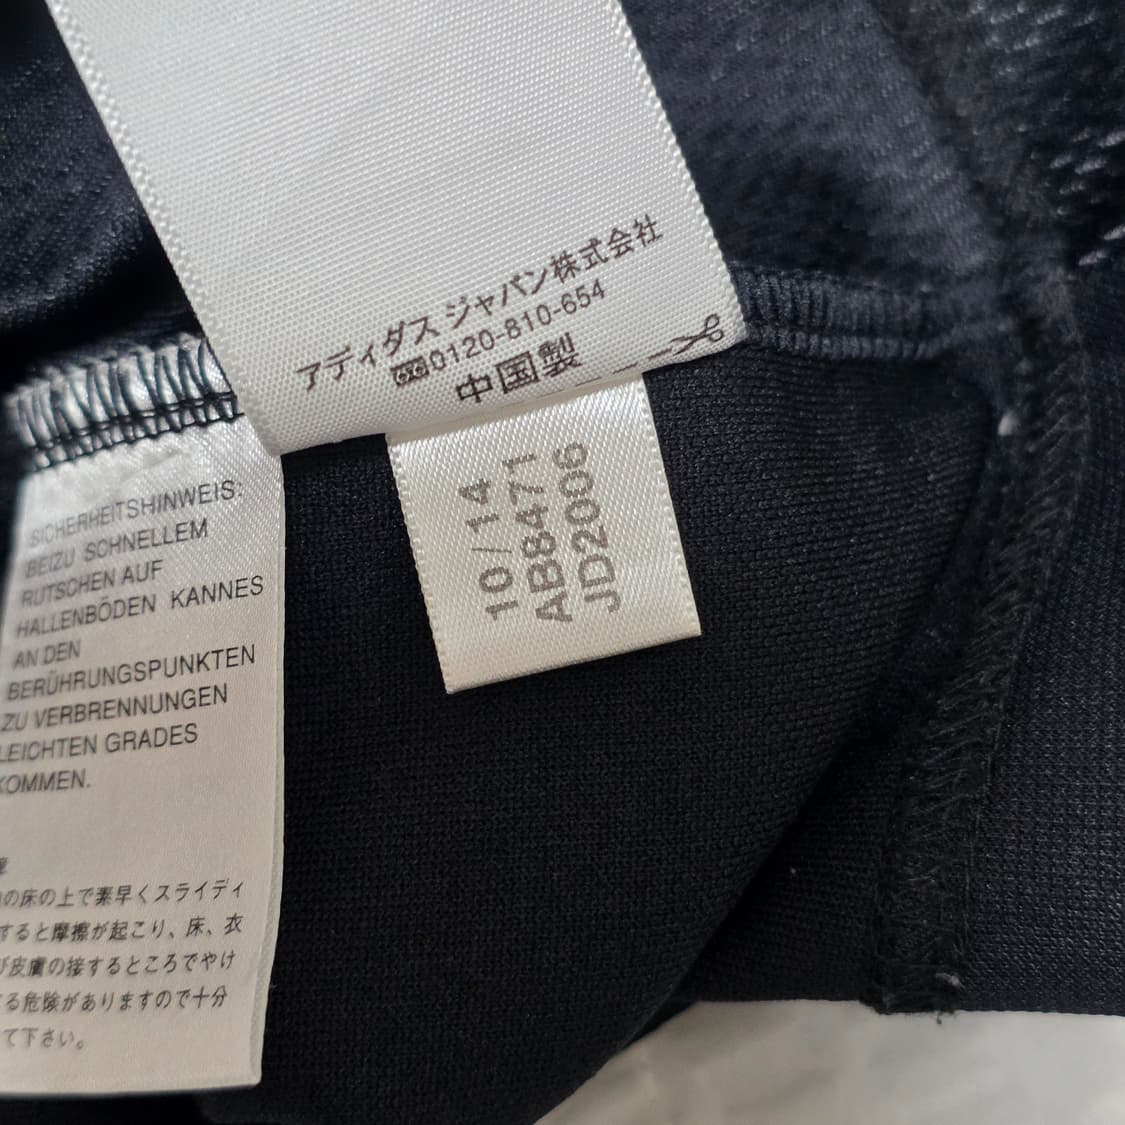 アディダス ジャパン株式会社
0120-810-654
中国製
10/14
AB8471
JD2006
SICHERHEITSHINWEIS:
BEIZU SCHNELLEM
RUTSCHEN AUF
HALLENBÖDEN KANNES
AN DEN
BERÜHRUNGSPUNKTEN
ZU VERBRENNUNGEN
LEICHTEN GRADES
KOMMEN.
の床の上で素早くスライディ
すると摩擦が起こり、床、衣
び皮膚の接するところでやけ
る危険がありますので十分
て下さい。